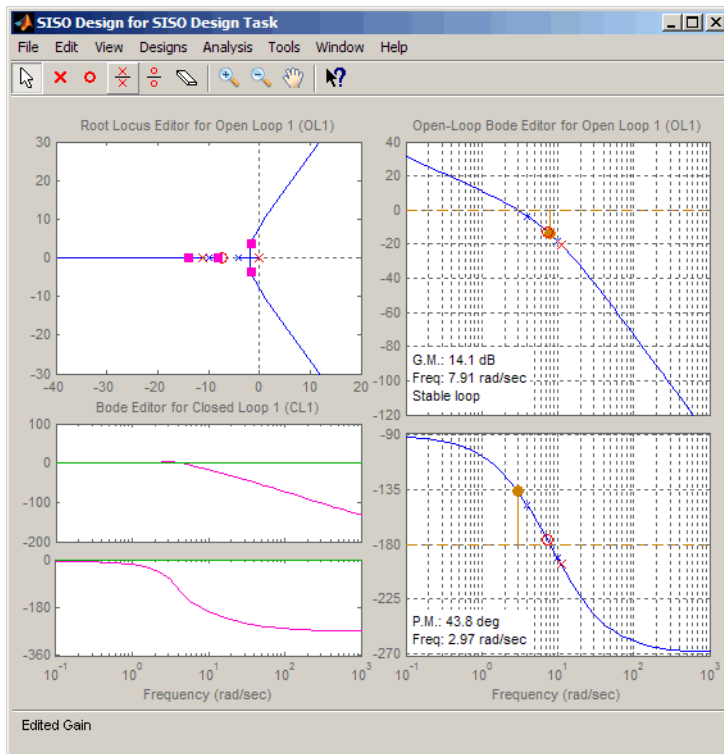 SISO Design for SISO Design Task
File Edit View Designs Analysis Tools Window Help
Root Locus Editor for Open Loop 1 (OL1)
30
20
10
0
-10
-20
-30
-40 -30 -20 -10 0 10 20
Bode Editor for Closed Loop 1 (CL1)
100
0
-100
-200
0
-180
-360
10^-1 10^0 10^1 10^2 10^3
Frequency (rad/sec)
Open-Loop Bode Editor for Open Loop 1 (OL1)
40
20
0
-20
-40
-60
-80
-100
-120
G.M.: 14.1 dB
Freq: 7.91 rad/sec
Stable loop
-90
-135
-180
-225
-270
P.M.: 43.8 deg
Freq: 2.97 rad/sec
10^-1 10^0 10^1 10^2 10^3
Frequency (rad/sec)
Edited Gain